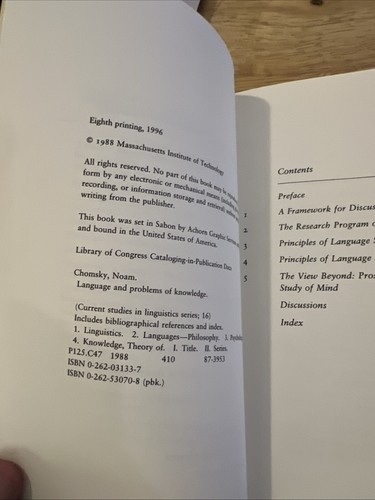 Eighth printing, 1996
© 1988 Massachusetts Institute of Technology
All rights reserved. No part of this book may be
form by any electronic or mechanical means
recording, or information storage and retrieval
writing from the publisher.
This book was set in Sabon by Achorn Graphic
and bound in the United States of America.
Library of Congress Cataloging-in-Publication Data
Chomsky, Noam.
Language and problems of knowledge.
(Current studies in linguistics series; 16)
Includes bibliographical references and index.
1. Linguistics. 2. Languages—Philosophy. 3.
4. Knowledge, Theory of. I. Title. II. Series.
P125.C47 1988 410 87-3953
ISBN 0-262-03133-7
ISBN 0-262-53070-8 (pbk.)
Contents
Preface
1 A Framework for Discus
2 The Research Program o
3 Principles of Language S
4 Principles of Language
5 The View Beyond: Pros
Study of Mind
Discussions
Index